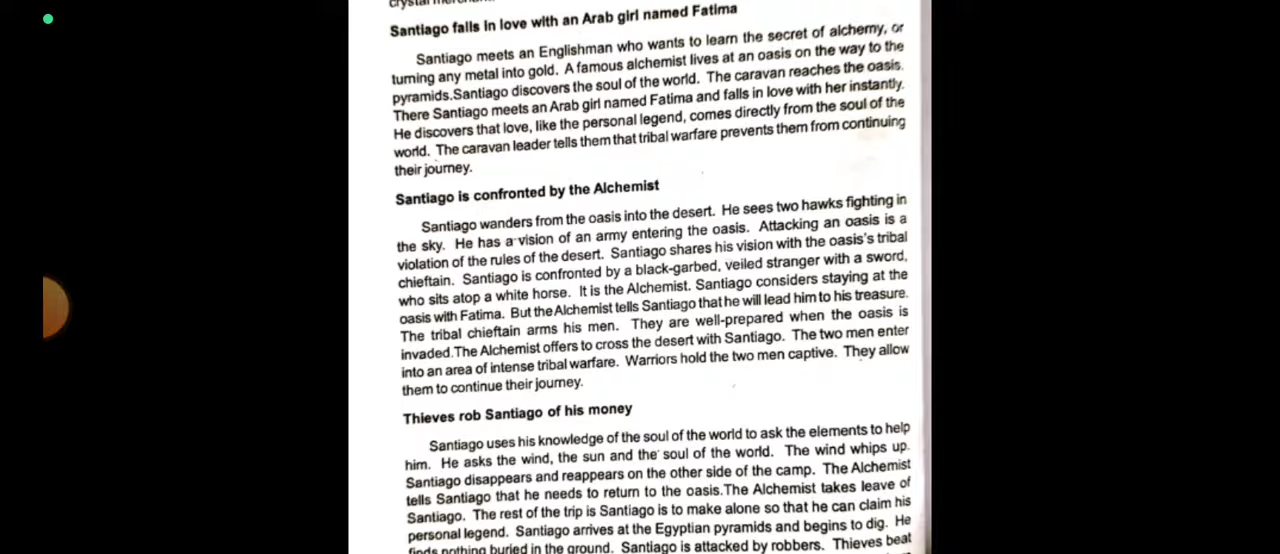 crystal merchant.
Santiago falls in love with an Arab girl named Fatima
Santiago meets an Englishman who wants to learn the secret of alchemy, or
turning any metal into gold. A famous alchemist lives at an oasis on the way to the
pyramids.Santiago discovers the soul of the world. The caravan reaches the oasis.
There Santiago meets an Arab girl named Fatima and falls in love with her instantly.
He discovers that love, like the personal legend, comes directly from the soul of the
world. The caravan leader tells them that tribal warfare prevents them from continuing
their journey.
Santiago is confronted by the Alchemist
Santiago wanders from the oasis into the desert. He sees two hawks fighting in
the sky. He has a vision of an army entering the oasis. Attacking an oasis is a
violation of the rules of the desert. Santiago shares his vision with the oasis's tribal
chieftain. Santiago is confronted by a black-garbed, veiled stranger with a sword,
who sits atop a white horse. It is the Alchemist. Santiago considers staying at the
oasis with Fatima. But the Alchemist tells Santiago that he will lead him to his treasure.
The tribal chieftain arms his men. They are well-prepared when the oasis is
invaded.The Alchemist offers to cross the desert with Santiago. The two men enter
into an area of intense tribal warfare. Warriors hold the two men captive. They allow
them to continue their journey.
Thieves rob Santiago of his money
Santiago uses his knowledge of the soul of the world to ask the elements to help
him. He asks the wind, the sun and the soul of the world. The wind whips up.
Santiago disappears and reappears on the other side of the camp. The Alchemist
tells Santiago that he needs to return to the oasis.The Alchemist takes leave of
Santiago. The rest of the trip is Santiago is to make alone so that he can claim his
personal legend. Santiago arrives at the Egyptian pyramids and begins to dig. He
finds nothing buried in the ground. Santiago is attacked by robbers. Thieves beat